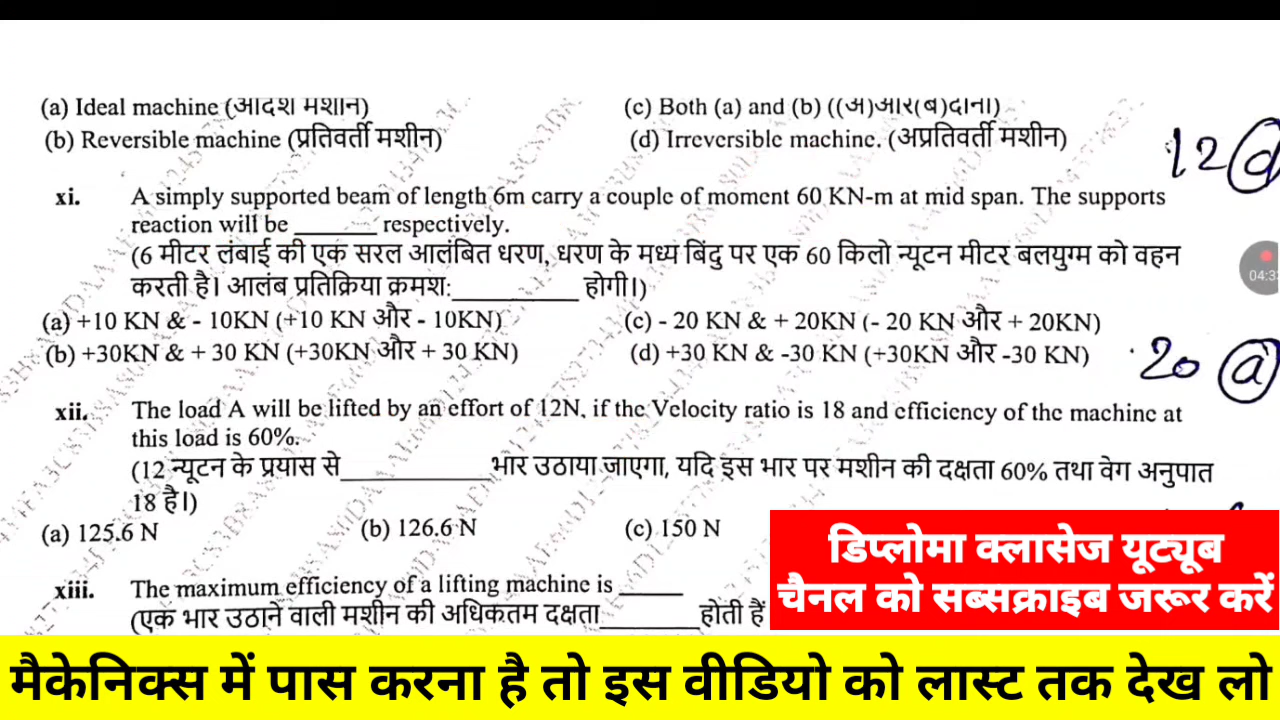 (a) Ideal machine (आदर्श मशीन)
(c) Both (a) and (b) ((अ)और(ब)दोनों)
(b) Reversible machine (प्रतिवर्ती मशीन)
(d) Irreversible machine. (अप्रतिवर्ती मशीन)
12 (d
xi. A simply supported beam of length 6m carry a couple of moment 60 KN-m at mid span. The supports
reaction will be ________ respectively.
(6 मीटर लंबाई की एक सरल आलंबित धरण, धरण के मध्य बिंदु पर एक 60 किलो न्यूटन मीटर बलयुग्म को वहन
करती है। आलंब प्रतिक्रिया क्रमश:____________ होगी।)
04:3
(a) +10 KN & - 10KN (+10 KN और - 10KN)
(c) - 20 KN & + 20KN (- 20 KN और + 20KN)
(b) +30KN & + 30 KN (+30KN और + 30 KN)
(d) +30 KN & -30 KN (+30KN और -30 KN)
20 (a)
xii. The load A will be lifted by an effort of 12N, if the Velocity ratio is 18 and efficiency of the machine at
this load is 60%.
(12 न्यूटन के प्रयास से______________ भार उठाया जाएगा, यदि इस भार पर मशीन की दक्षता 60% तथा वेग अनुपात
18 है।)
(a) 125.6 N (b) 126.6 N (c) 150 N
डिप्लोमा क्लासेज यूट्यूब
चैनल को सब्सक्राइब जरूर करें
xiii. The maximum efficiency of a lifting machine is ______
(एक भार उठाने वाली मशीन की अधिकतम दक्षता_________होती हैं
मैकेनिक्स में पास करना है तो इस वीडियो को लास्ट तक देख लो